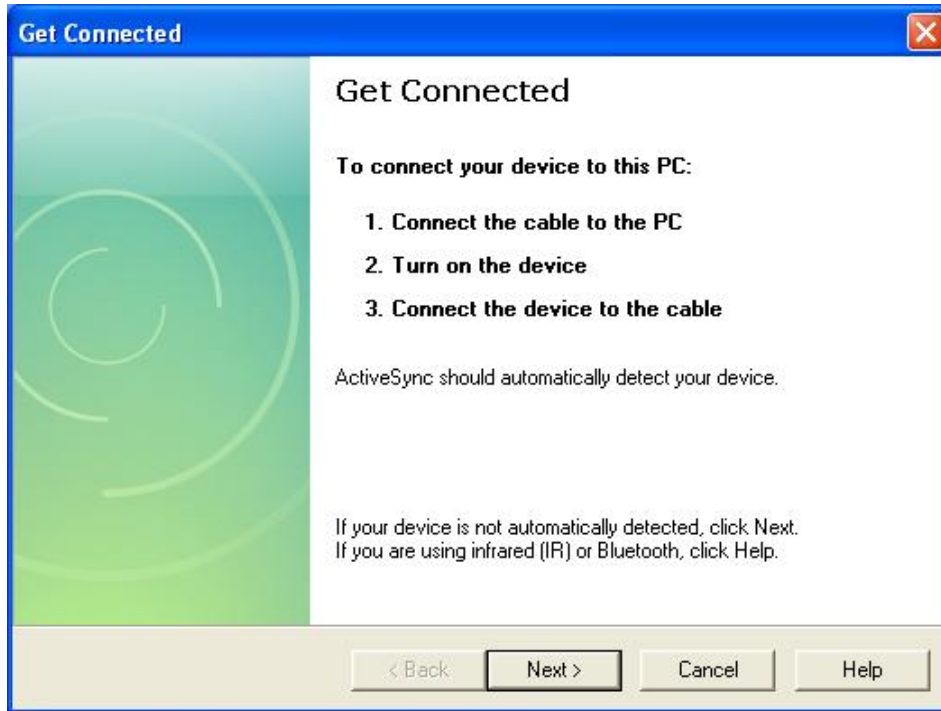 Get Connected
Get Connected
To connect your device to this PC:
1. Connect the cable to the PC
2. Turn on the device
3. Connect the device to the cable
ActiveSync should automatically detect your device.
If your device is not automatically detected, click Next.
If you are using infrared (IR) or Bluetooth, click Help.
< Back Next > Cancel Help